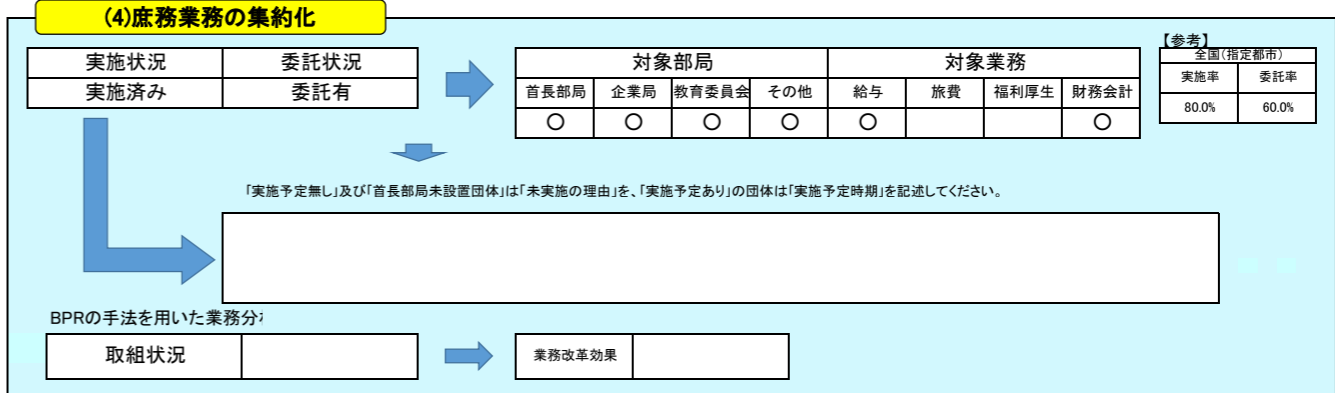 (4)庶務業務の集約化
【参考】
実施状況 委託状況
実施済み 委託有
対象部局 対象業務
首長部局 企業局 教育委員会 その他 給与 旅費 福利厚生 財務会計
○ ○ ○ ○ ○ ○
全国(指定都市)
実施率 委託率
80.0% 60.0%
「実施予定無し」及び「首長部局未設置団体」は「未実施の理由」を、「実施予定あり」の団体は「実施予定時期」を記述してください。
BPRの手法を用いた業務分
取組状況
業務改革効果